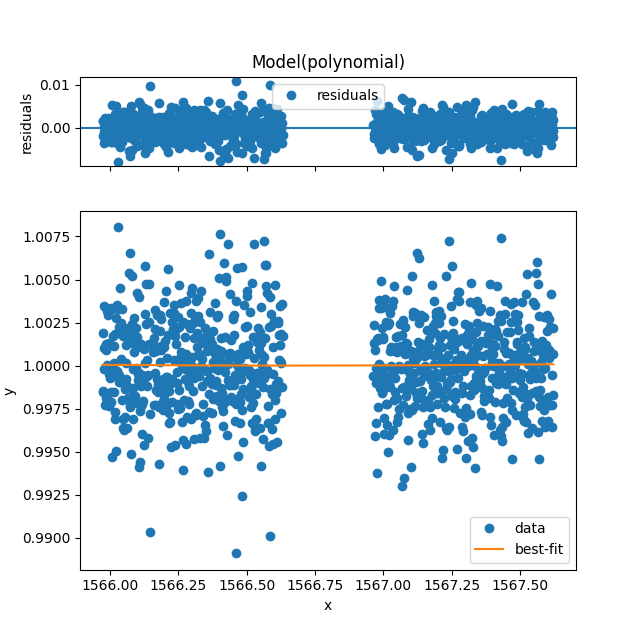 Model(polynomial)
0.01
0.00
residuals
residuals
1.0075
1.0050
1.0025
1.0000
0.9975
0.9950
0.9925
0.9900
y
data
best-fit
1566.00 1566.25 1566.50 1566.75 1567.00 1567.25 1567.50
x